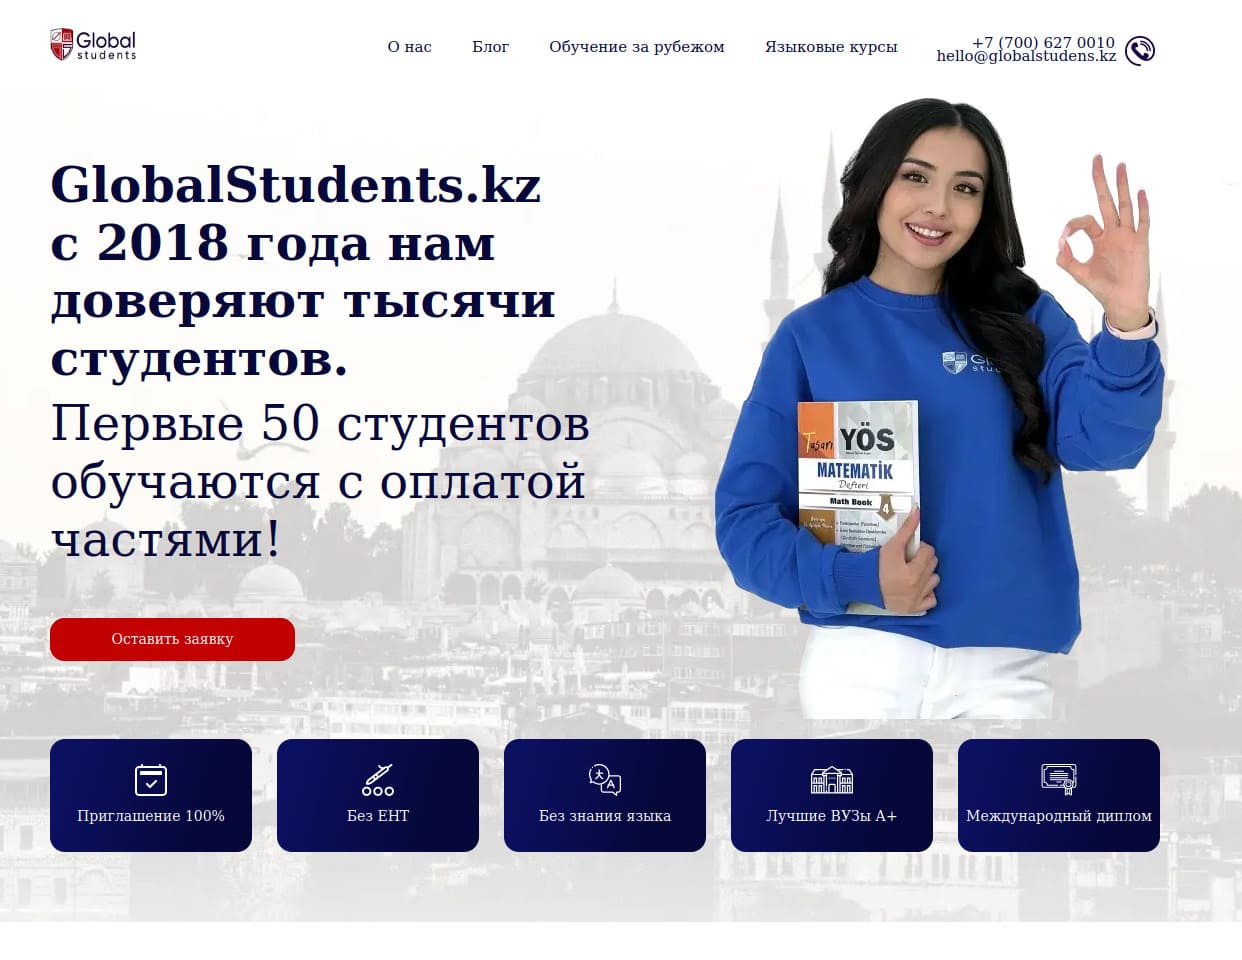 Global
students
О нас
Блог
Обучение за рубежом
Языковые курсы
+7 (700) 627 0010
hello@globalstudens.kz
GlobalStudents.kz
с 2018 года нам
доверяют тысячи
студентов.
Первые 50 студентов
обучаются с оплатой
частями!
Оставить заявку
Tasarı
YÖS
MATEMATİK
Defteri
Math Book
4
Приглашение 100%
Без ЕНТ
Без знания языка
Лучшие ВУЗы А+
Международный диплом